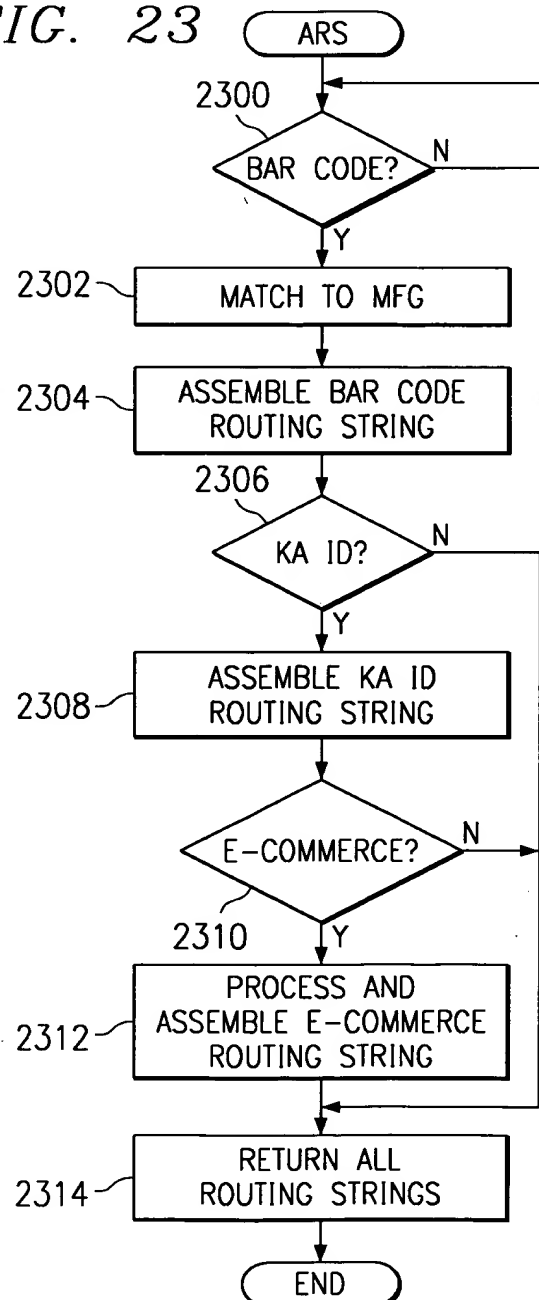 FIG. 23
ARS
2300
BAR CODE?
N
Y
2302
MATCH TO MFG
2304
ASSEMBLE BAR CODE
ROUTING STRING
2306
KA ID?
N
Y
2308
ASSEMBLE KA ID
ROUTING STRING
E-COMMERCE?
N
2310
Y
2312
PROCESS AND
ASSEMBLE E-COMMERCE
ROUTING STRING
2314
RETURN ALL
ROUTING STRINGS
END